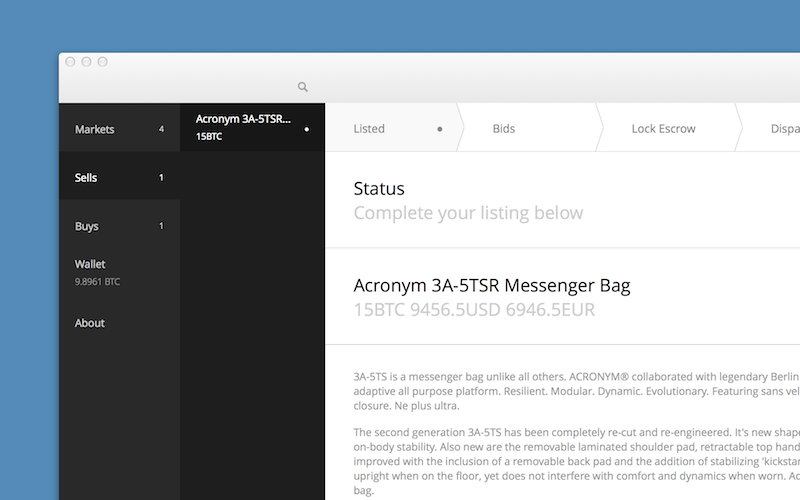 Markets 4
Sells 1
Buys 1
Wallet
9.8961 BTC
About
Acronym 3A-5TSR...
15BTC
Listed
Bids
Lock Escrow
Dispa
Status
Complete your listing below
Acronym 3A-5TSR Messenger Bag
15BTC 9456.5USD 6946.5EUR
3A-5TS is a messenger bag unlike all others. ACRONYM® collaborated with legendary Berlin
adaptive all purpose platform. Resilient. Modular. Dynamic. Evolutionary. Featuring sans vel
closure. Ne plus ultra.
The second generation 3A-5TS has been completely re-cut and re-engineered. It's new shape
on-body stability. Also new are the removable laminated shoulder pad, retractable top hand
improved with the inclusion of a removable back pad and the addition of stabilizing 'kickstar
upright when on the floor, yet does not interfere with comfort and dynamics when worn. Ac
bag.